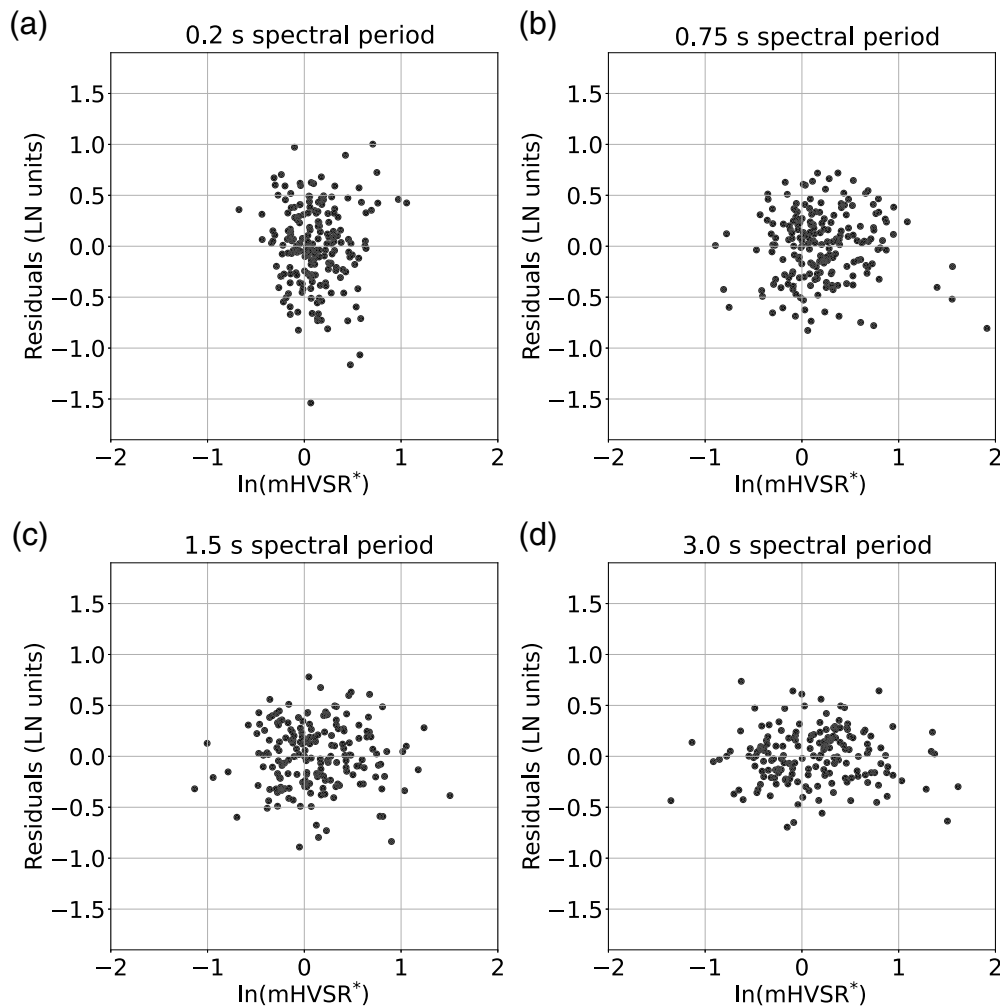 (a)
0.2 s spectral period
Residuals (LN units)
1.5
1.0
0.5
0.0
−0.5
−1.0
−1.5
−2 −1 0 1 2
ln(mHVSR*)
(b)
0.75 s spectral period
Residuals (LN units)
1.5
1.0
0.5
0.0
−0.5
−1.0
−1.5
−2 −1 0 1 2
ln(mHVSR*)
(c)
1.5 s spectral period
Residuals (LN units)
1.5
1.0
0.5
0.0
−0.5
−1.0
−1.5
−2 −1 0 1 2
ln(mHVSR*)
(d)
3.0 s spectral period
Residuals (LN units)
1.5
1.0
0.5
0.0
−0.5
−1.0
−1.5
−2 −1 0 1 2
ln(mHVSR*)